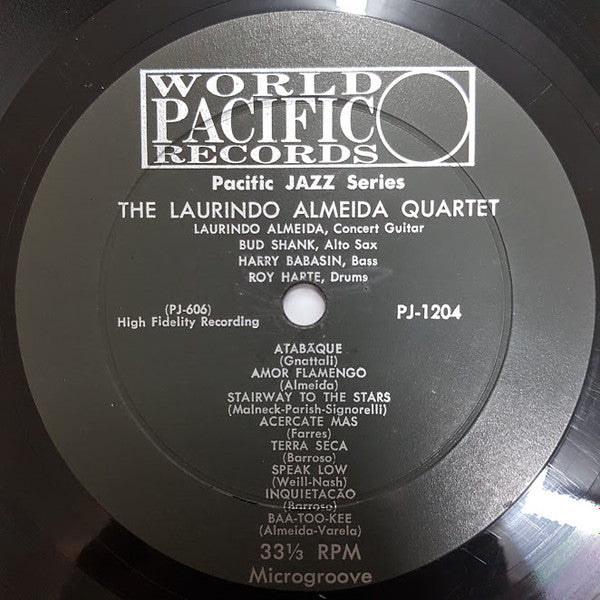 WORLD
PACIFIC
RECORDS
Pacific JAZZ Series
THE LAURINDO ALMEIDA QUARTET
LAURINDO ALMEIDA, Concert Guitar
BUD SHANK, Alto Sax
HARRY BABASIN, Bass
ROY HARTE, Drums
(PJ-606)
High Fidelity Recording
PJ-1204
ATABÃQUE
(Gnattali)
AMOR FLAMENGO
(Almeida)
STAIRWAY TO THE STARS
(Malneck-Parish-Signorelli)
ACERCATE MAS
(Farres)
TERRA SECA
(Barroso)
SPEAK LOW
(Weill-Nash)
INQUIETACÃO
(Barroso)
BAA-TOO-KEE
(Almeida-Varela)
33⅓ RPM
Microgroove